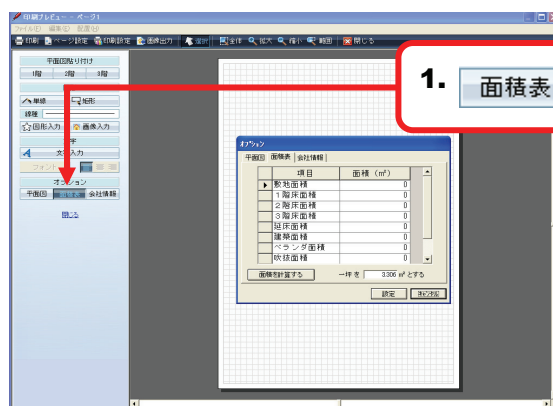 印刷プレビュー - ページ1
ファイル(F) 編集(E) 配置(H)
印刷 ページ設定 印刷設定 画像出力 選択 全体 拡大 縮小 範囲 閉じる
平面図貼り付け
1階 2階 3階
単線 矩形
線種
図形入力 画像入力
字
文字入力
フォント
オプション
平面図 面積表 会社情報
閉じる
1. 面積表
オプション
平面図 面積表 会社情報
項目 面積 (㎡)
敷地面積 0
1階床面積 0
2階床面積 0
3階床面積 0
延床面積 0
建築面積 0
ベランダ面積 0
吹抜面積 0
面積を計算する 一坪を 3.306 ㎡とする
設定 キャンセル